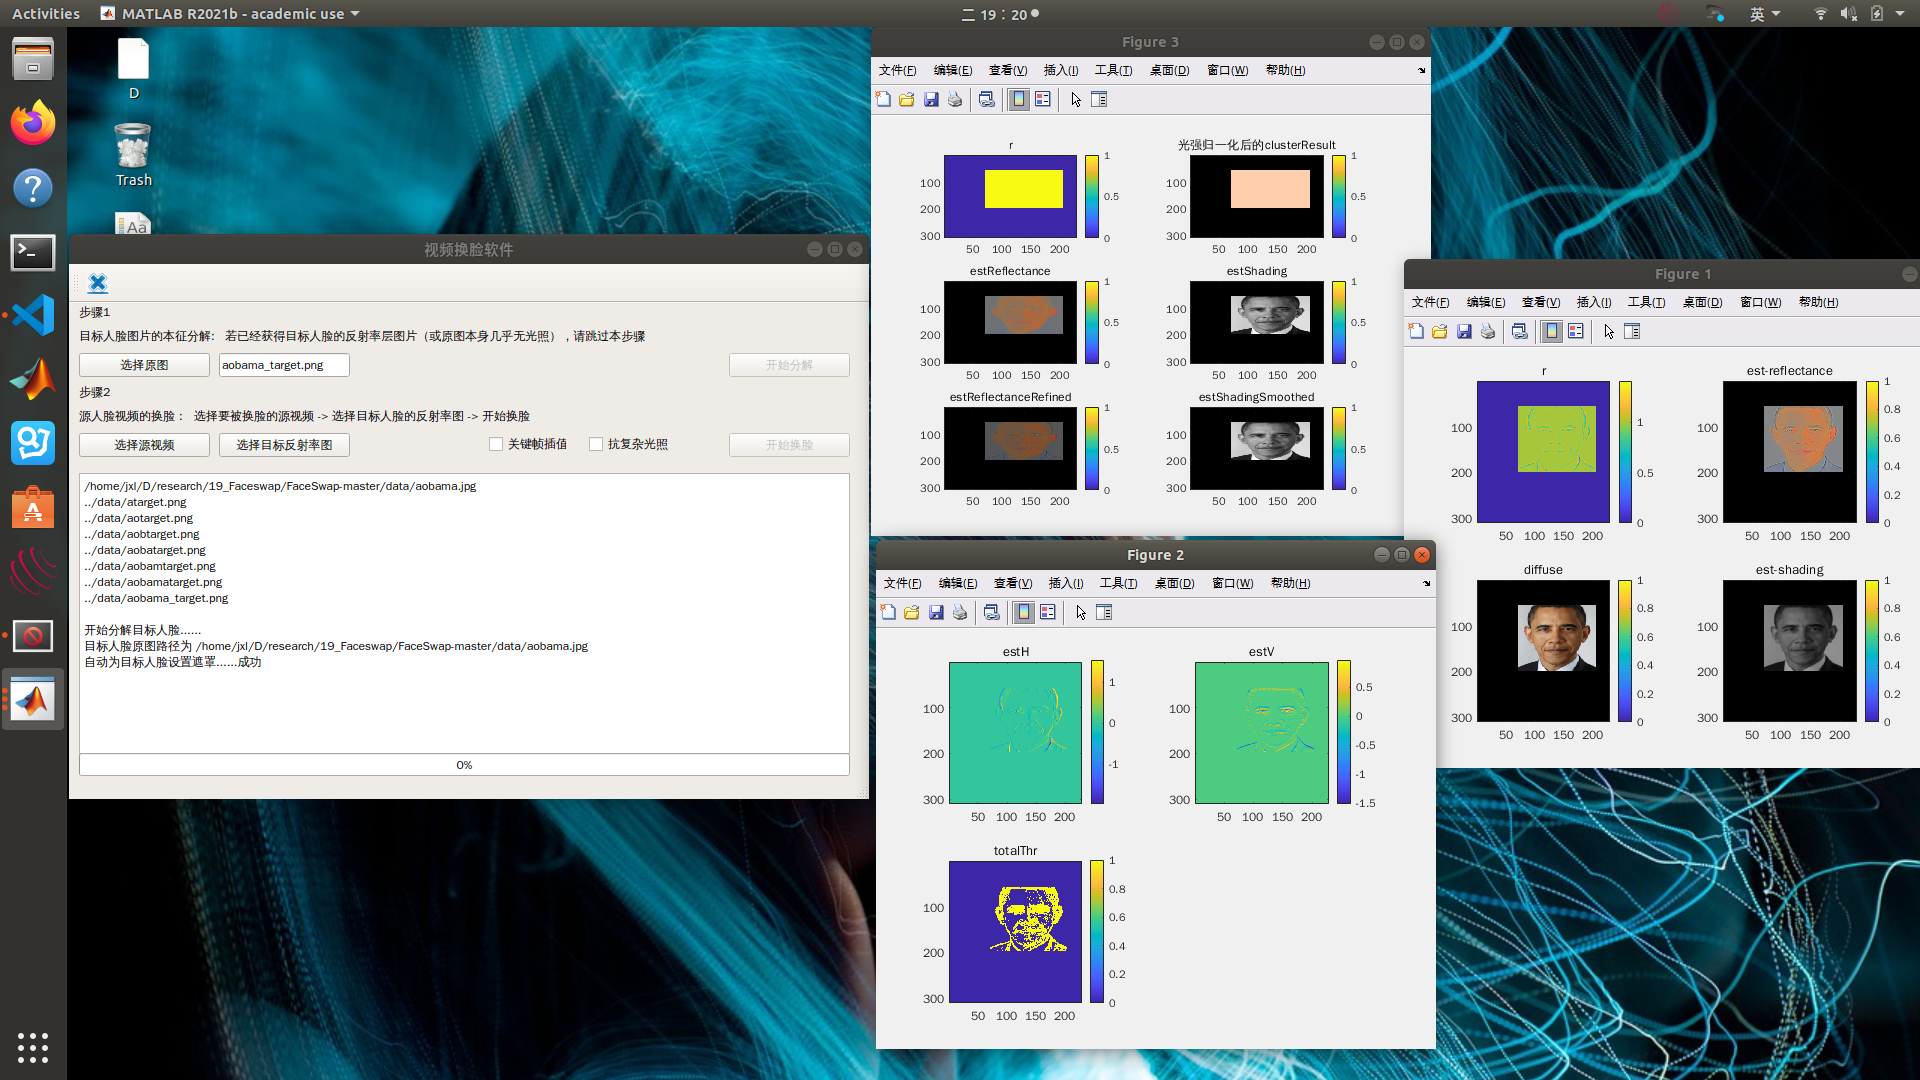 Activities
MATLAB R2021b - academic use
二 19：20
英
D
Trash
Aa
视频换脸软件
步骤1
目标人脸图片的本征分解: 若已经获得目标人脸的反射率层图片（或原图本身几乎无光照），请跳过本步骤
选择原图
aobama_target.png
开始分解
步骤2
源人脸视频的换脸： 选择要被换脸的源视频 -> 选择目标人脸的反射率图 -> 开始换脸
选择源视频
选择目标反射率图
关键帧插值
抗复杂光照
开始换脸
/home/jxl/D/research/19_Faceswap/FaceSwap-master/data/aobama.jpg
../data/atarget.png
../data/aotarget.png
../data/aobtarget.png
../data/aobatarget.png
../data/aobamtarget.png
../data/aobamatarget.png
../data/aobama_target.png
开始分解目标人脸......
目标人脸原图路径为 /home/jxl/D/research/19_Faceswap/FaceSwap-master/data/aobama.jpg
自动为目标人脸设置遮罩......成功
0%
Figure 3
文件(F) 编辑(E) 查看(V) 插入(I) 工具(T) 桌面(D) 窗口(W) 帮助(H)
r
100
200
300
50 100 150 200
1
0
光强归一化后的clusterResult
100
200
300
50 100 150 200
1
0.5
0
estReflectance
100
200
300
50 100 150 200
1
0.5
0
estShading
100
200
300
50 100 150 200
1
0.5
0
estReflectanceRefined
100
200
300
50 100 150 200
1
0.5
0
estShadingSmoothed
100
200
300
50 100 150 200
1
0.5
0
Figure 1
文件(F) 编辑(E) 查看(V) 插入(I) 工具(T) 桌面(D) 窗口(W) 帮助(H)
r
100
200
300
50 100 150 200
1
0.5
0
est-reflectance
100
200
300
50 100 150 200
1
0.8
0.6
0.4
0.2
0
diffuse
100
200
300
50 100 150 200
1
0.8
0.6
0.4
0.2
0
est-shading
100
200
300
50 100 150 200
1
0.8
0.6
0.4
0.2
0
Figure 2
文件(F) 编辑(E) 查看(V) 插入(I) 工具(T) 桌面(D) 窗口(W) 帮助(H)
estH
100
200
300
50 100 150 200
1
0
-1
estV
100
200
300
50 100 150 200
0.5
0
-0.5
-1
-1.5
totalThr
100
200
300
50 100 150 200
1
0.8
0.6
0.4
0.2
0